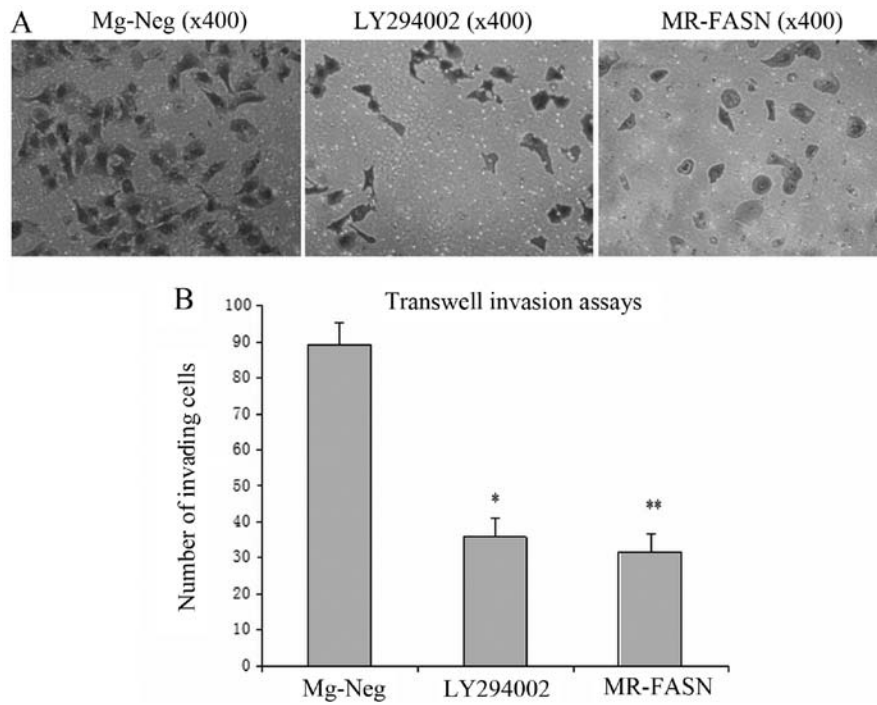 A
Mg-Neg (x400)
LY294002 (x400)
MR-FASN (x400)
B
Transwell invasion assays
Number of invading cells
100
90
80
70
60
50
40
30
20
10
0
*
**
Mg-Neg
LY294002
MR-FASN